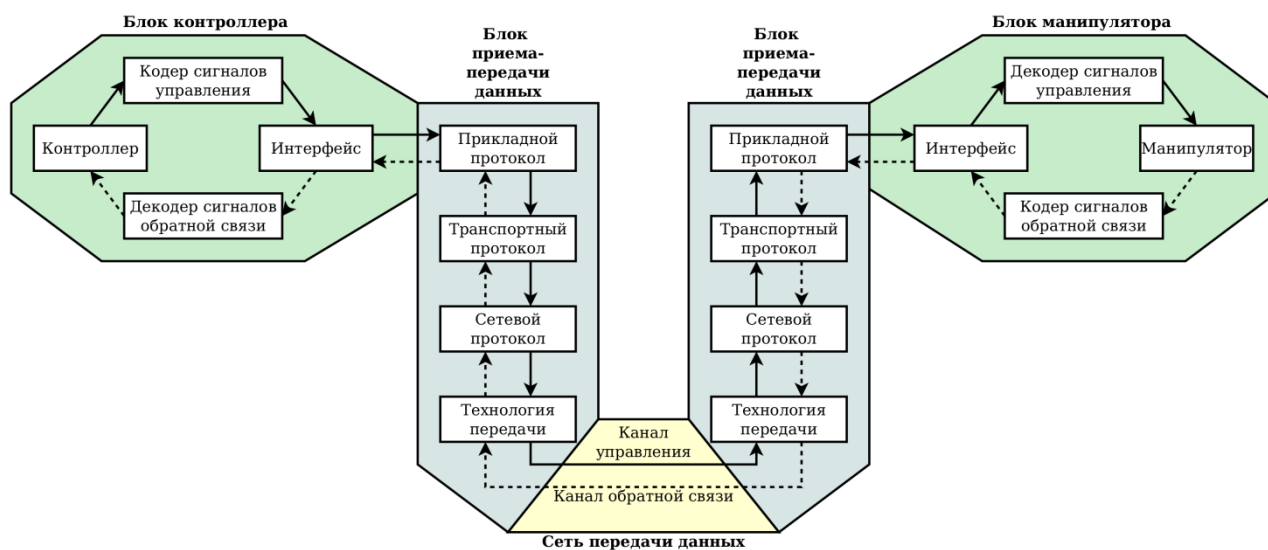 Блок контроллера
Контроллер
Кодер сигналов
управления
Интерфейс
Декодер сигналов
обратной связи
Блок
приема-
передачи
данных
Прикладной
протокол
Транспортный
протокол
Сетевой
протокол
Технология
передачи
Канал
управления
Канал обратной связи
Сеть передачи данных
Блок
приема-
передачи
данных
Прикладной
протокол
Транспортный
протокол
Сетевой
протокол
Технология
передачи
Блок манипулятора
Интерфейс
Декодер сигналов
управления
Манипулятор
Кодер сигналов
обратной связи